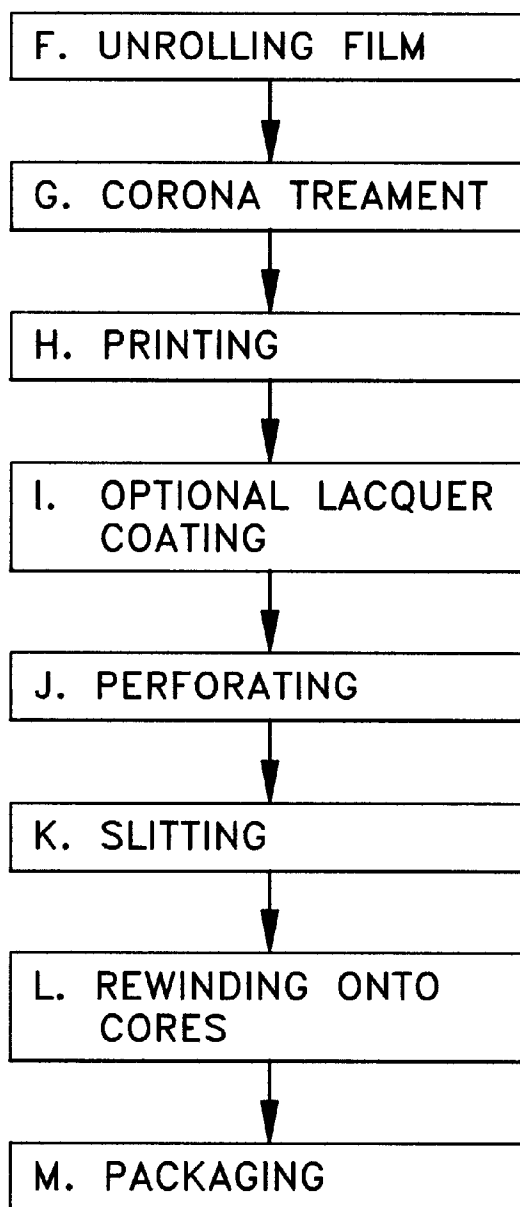 F. UNROLLING FILM
G. CORONA TREAMENT
H. PRINTING
I. OPTIONAL LACQUER
COATING
J. PERFORATING
K. SLITTING
L. REWINDING ONTO
CORES
M. PACKAGING